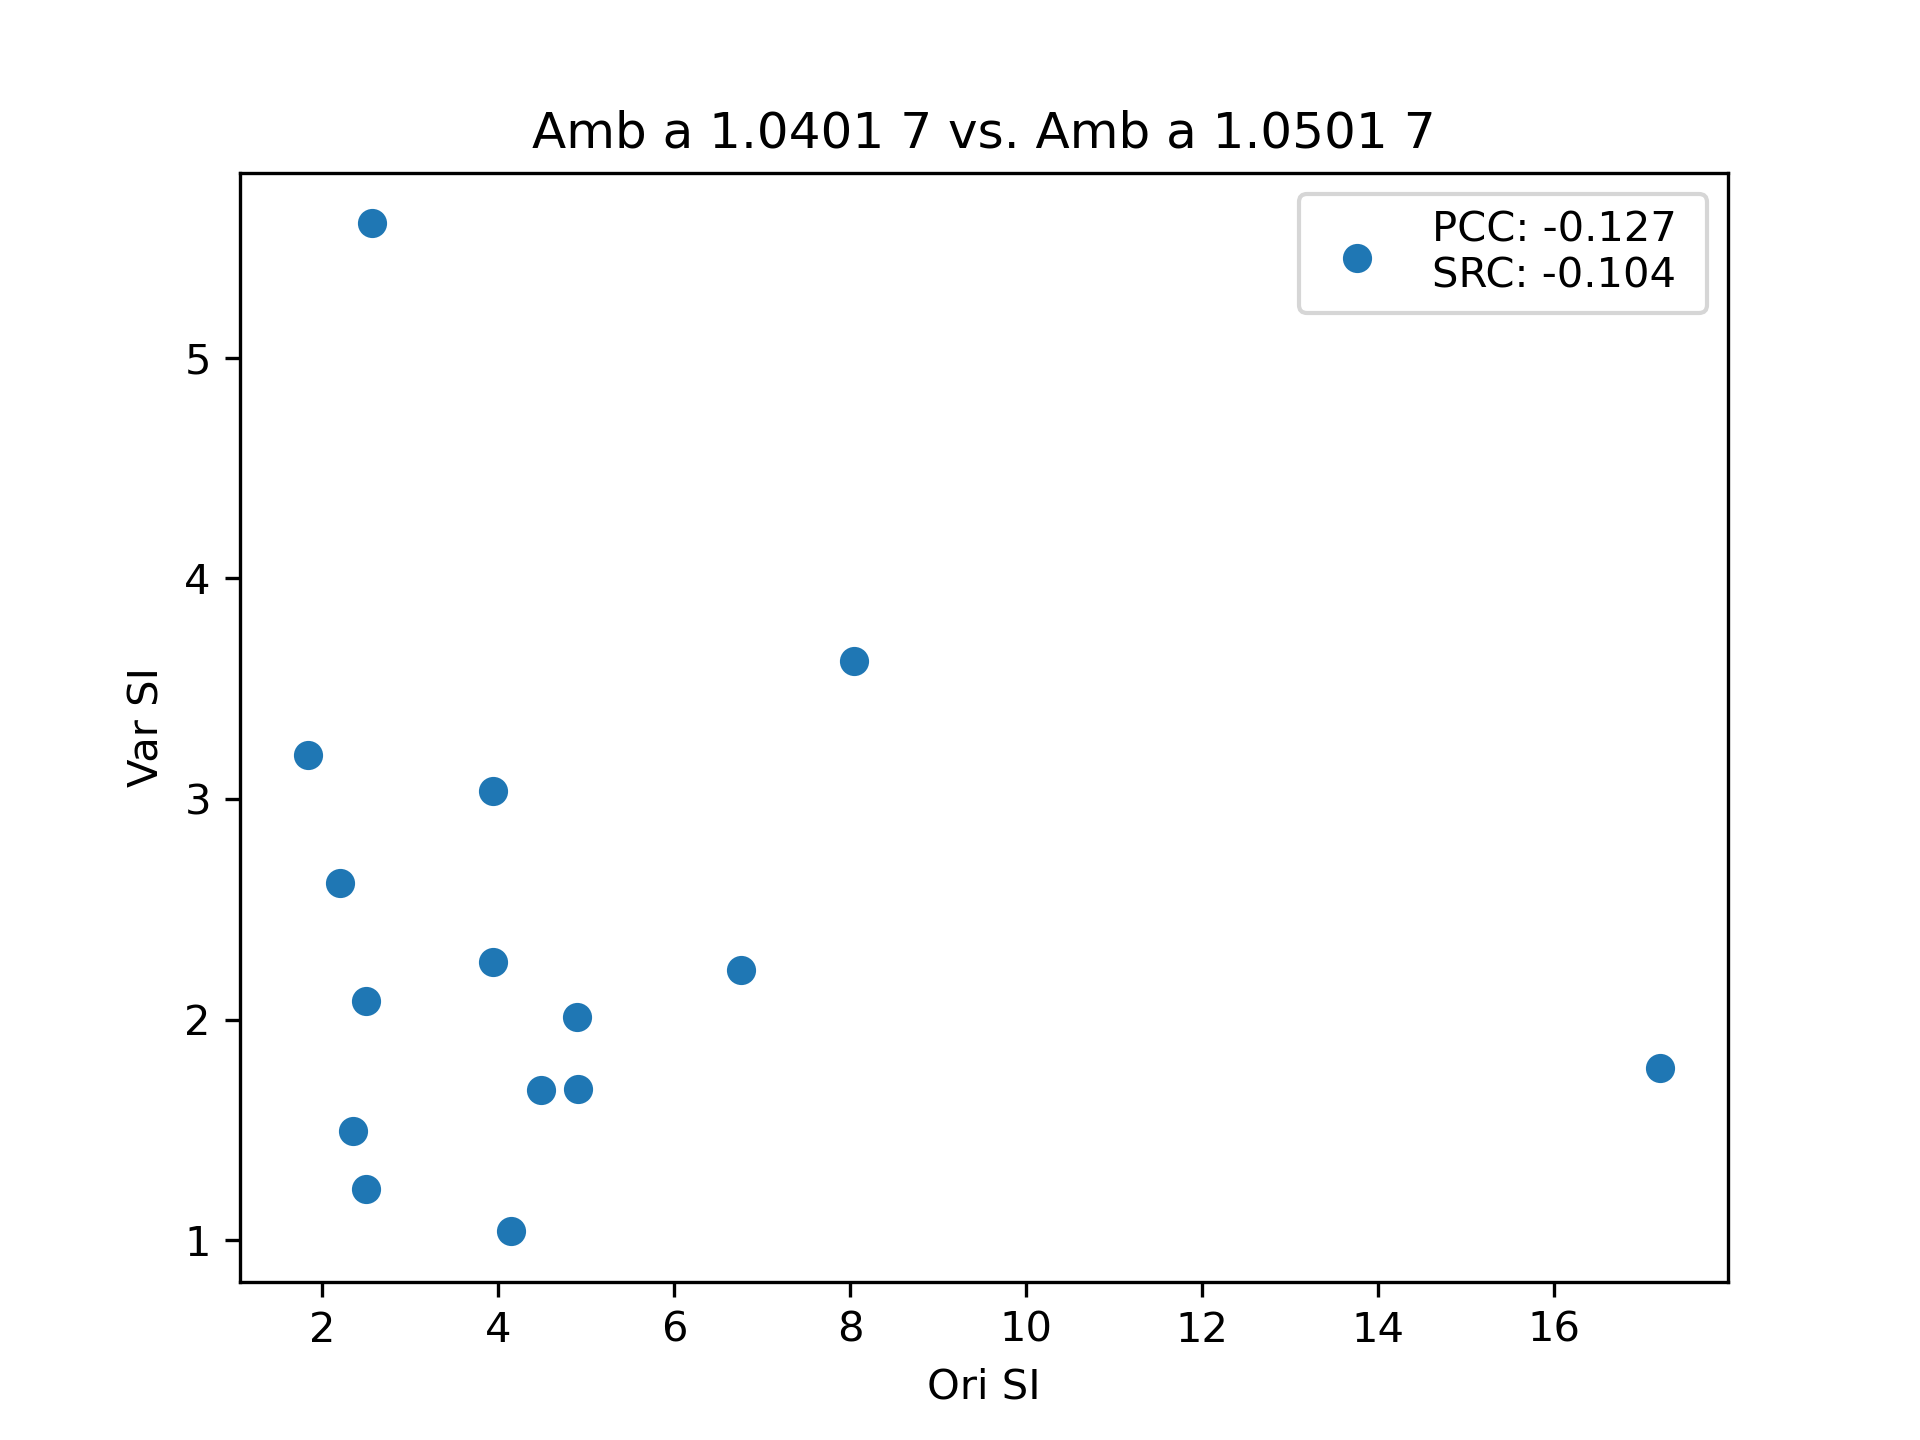 Amb a 1.0401 7 vs. Amb a 1.0501 7
PCC: -0.127
SRC: -0.104
5
4
3
2
1
Var SI
2 4 6 8 10 12 14 16
Ori SI